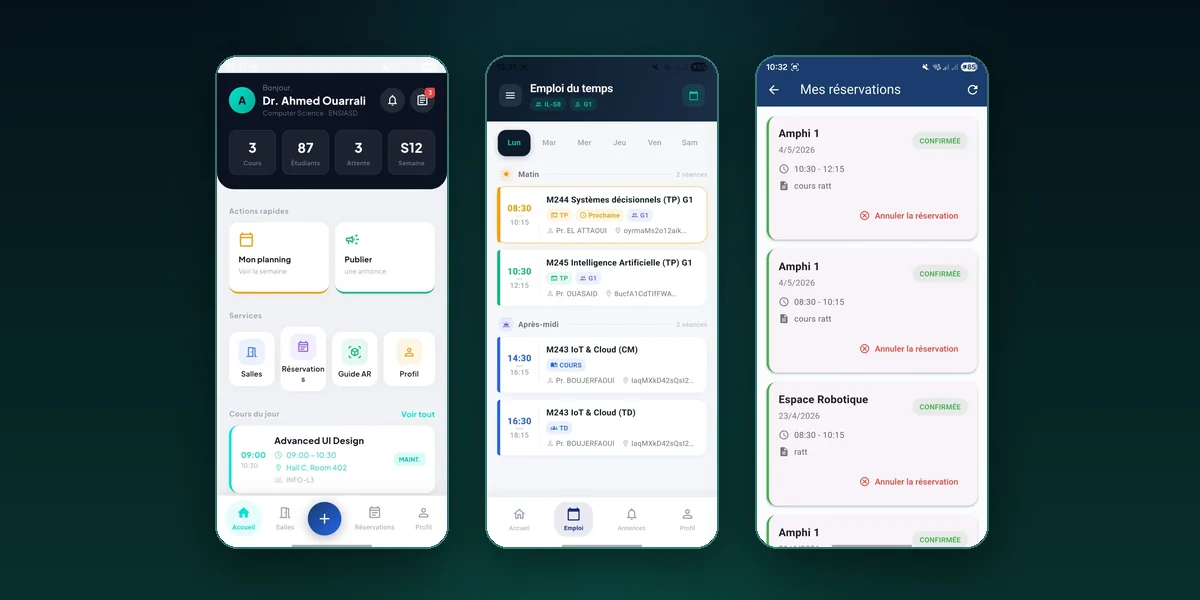 Bonjour,
A
Dr. Ahmed Ouarrali
3
Computer Science · ENSIASD
3
Cours
87
Étudiants
3
Attente
S12
Semaine
Actions rapides
Mon planning
Voir la semaine
Publier
une annonce
Services
Salles
Réservation
s
Guide AR
Profil
Cours du jour
Voir tout
Advanced UI Design
09:00
10:30
09:00 - 10:30
Hall C, Room 402
INFO-L3
MAINT.
Accueil
Salles
+
Réservations
Profil
Emploi du temps
IL-S8
G1
Lun
Mar
Mer
Jeu
Ven
Sam
Matin
2 séances
08:30
10:15
M244 Systèmes décisionnels (TP) G1
TP
Prochaine
G1
Pr. EL ATTAOUI
oyrmaMs2o12aik...
10:30
12:15
M245 Intelligence Artificielle (TP) G1
TP
G1
Pr. OUASAID
8ucfA1CdTIfFWA...
Après-midi
2 séances
14:30
16:15
M243 IoT & Cloud (CM)
COURS
Pr. BOUJERFAOUI
IaqMXkD42sQsI2...
16:30
18:15
M243 IoT & Cloud (TD)
TD
Pr. BOUJERFAOUI
IaqMXkD42sQsI2...
Accueil
Emploi
Annonces
Profil
10:32
85
Mes réservations
Amphi 1
CONFIRMÉE
4/5/2026
10:30 - 12:15
cours ratt
Annuler la réservation
Amphi 1
CONFIRMÉE
4/5/2026
08:30 - 10:15
cours ratt
Annuler la réservation
Espace Robotique
CONFIRMÉE
23/4/2026
08:30 - 10:15
ratt
Annuler la réservation
Amphi 1
CONFIRMÉE